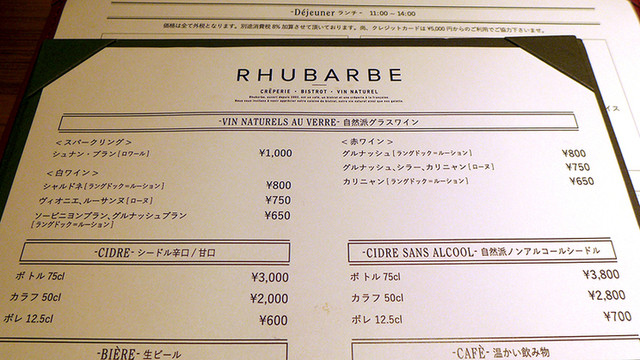 -Déjeuner ランチ- 11:00～14:00
価格は全て外税となります。別途消費税 8% 加算させて頂いております。尚、クレジットカードは ¥5,000 円からのご利用でご協力下さいませ。
RHUBARBE
CRÊPERIE・BISTROT・VIN NATUREL
-VIN NATURELS AU VERRE- 自然派グラスワイン
＜スパークリング＞
シュナン・ブラン [ロワール] ¥1,000
＜白ワイン＞
シャルドネ [ラングドック=ルーション] ¥800
ヴィオニエ、ルーサンヌ [ローヌ] ¥750
ソービニヨンブラン、グルナッシュブラン ¥650
[ラングドック=ルーション]
＜赤ワイン＞
グルナッシュ [ラングドック=ルーション] ¥800
グルナッシュ、シラー、カリニャン [ローヌ] ¥750
カリニャン [ラングドック=ルーション] ¥650
-CIDRE- シードル辛口 / 甘口
ボトル 75cl ¥3,000
カラフ 50cl ¥2,000
ボレ 12.5cl ¥600
-CIDRE SANS ALCOOL- 自然派ノンアルコールシードル
ボトル 75cl ¥3,800
カラフ 50cl ¥2,800
ボレ 12.5cl ¥700
-BIÈRE- 生ビール
-CAFÈ- 温かい飲み物